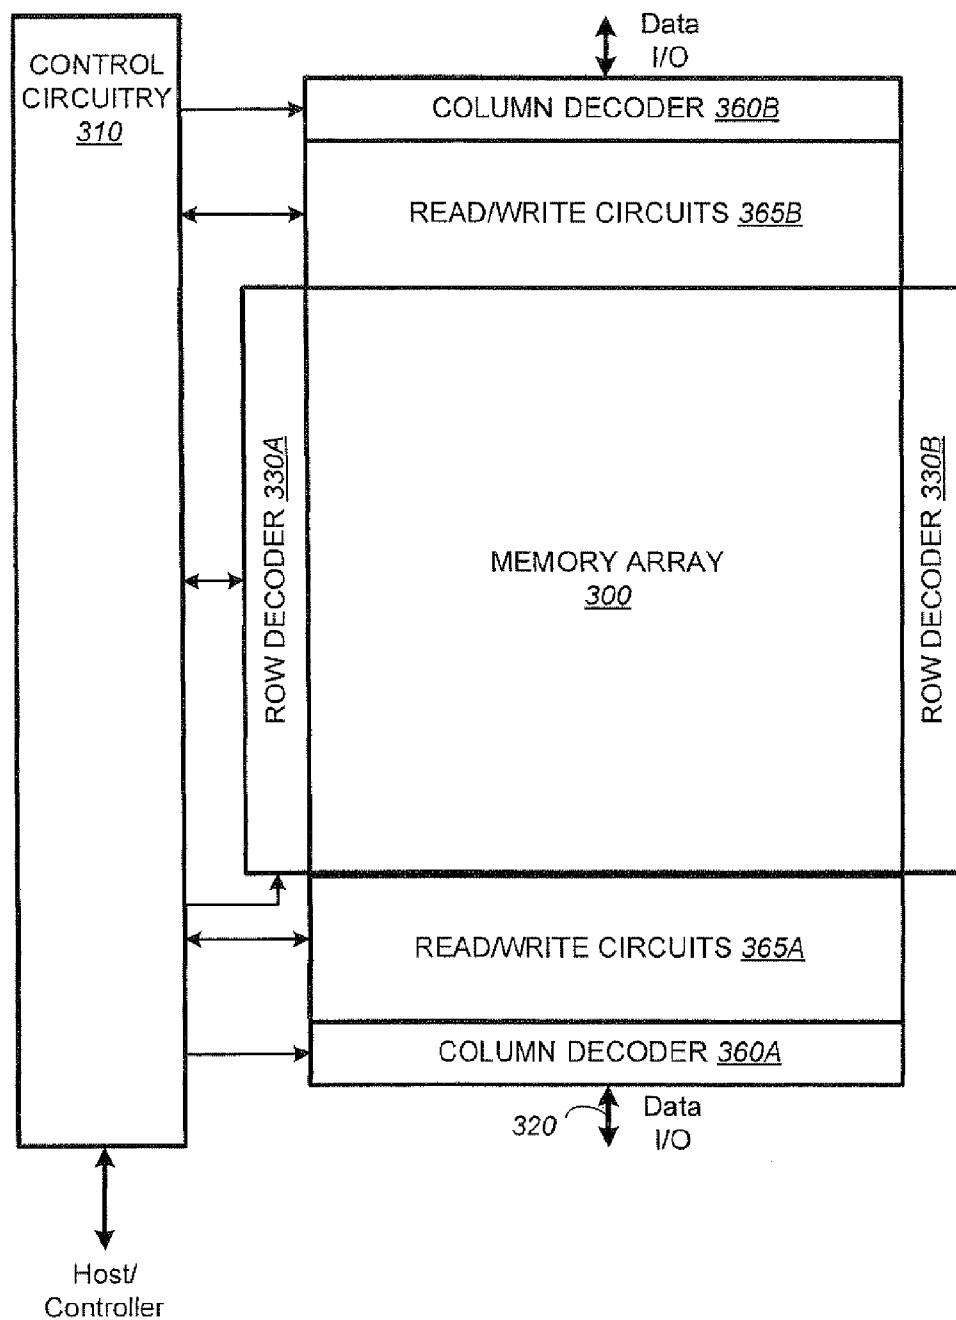 CONTROL
CIRCUITRY
310
Data
I/O
COLUMN DECODER 360B
READ/WRITE CIRCUITS 365B
ROW DECODER 330A
MEMORY ARRAY
300
ROW DECODER 330B
READ/WRITE CIRCUITS 365A
COLUMN DECODER 360A
320
Data
I/O
Host/
Controller